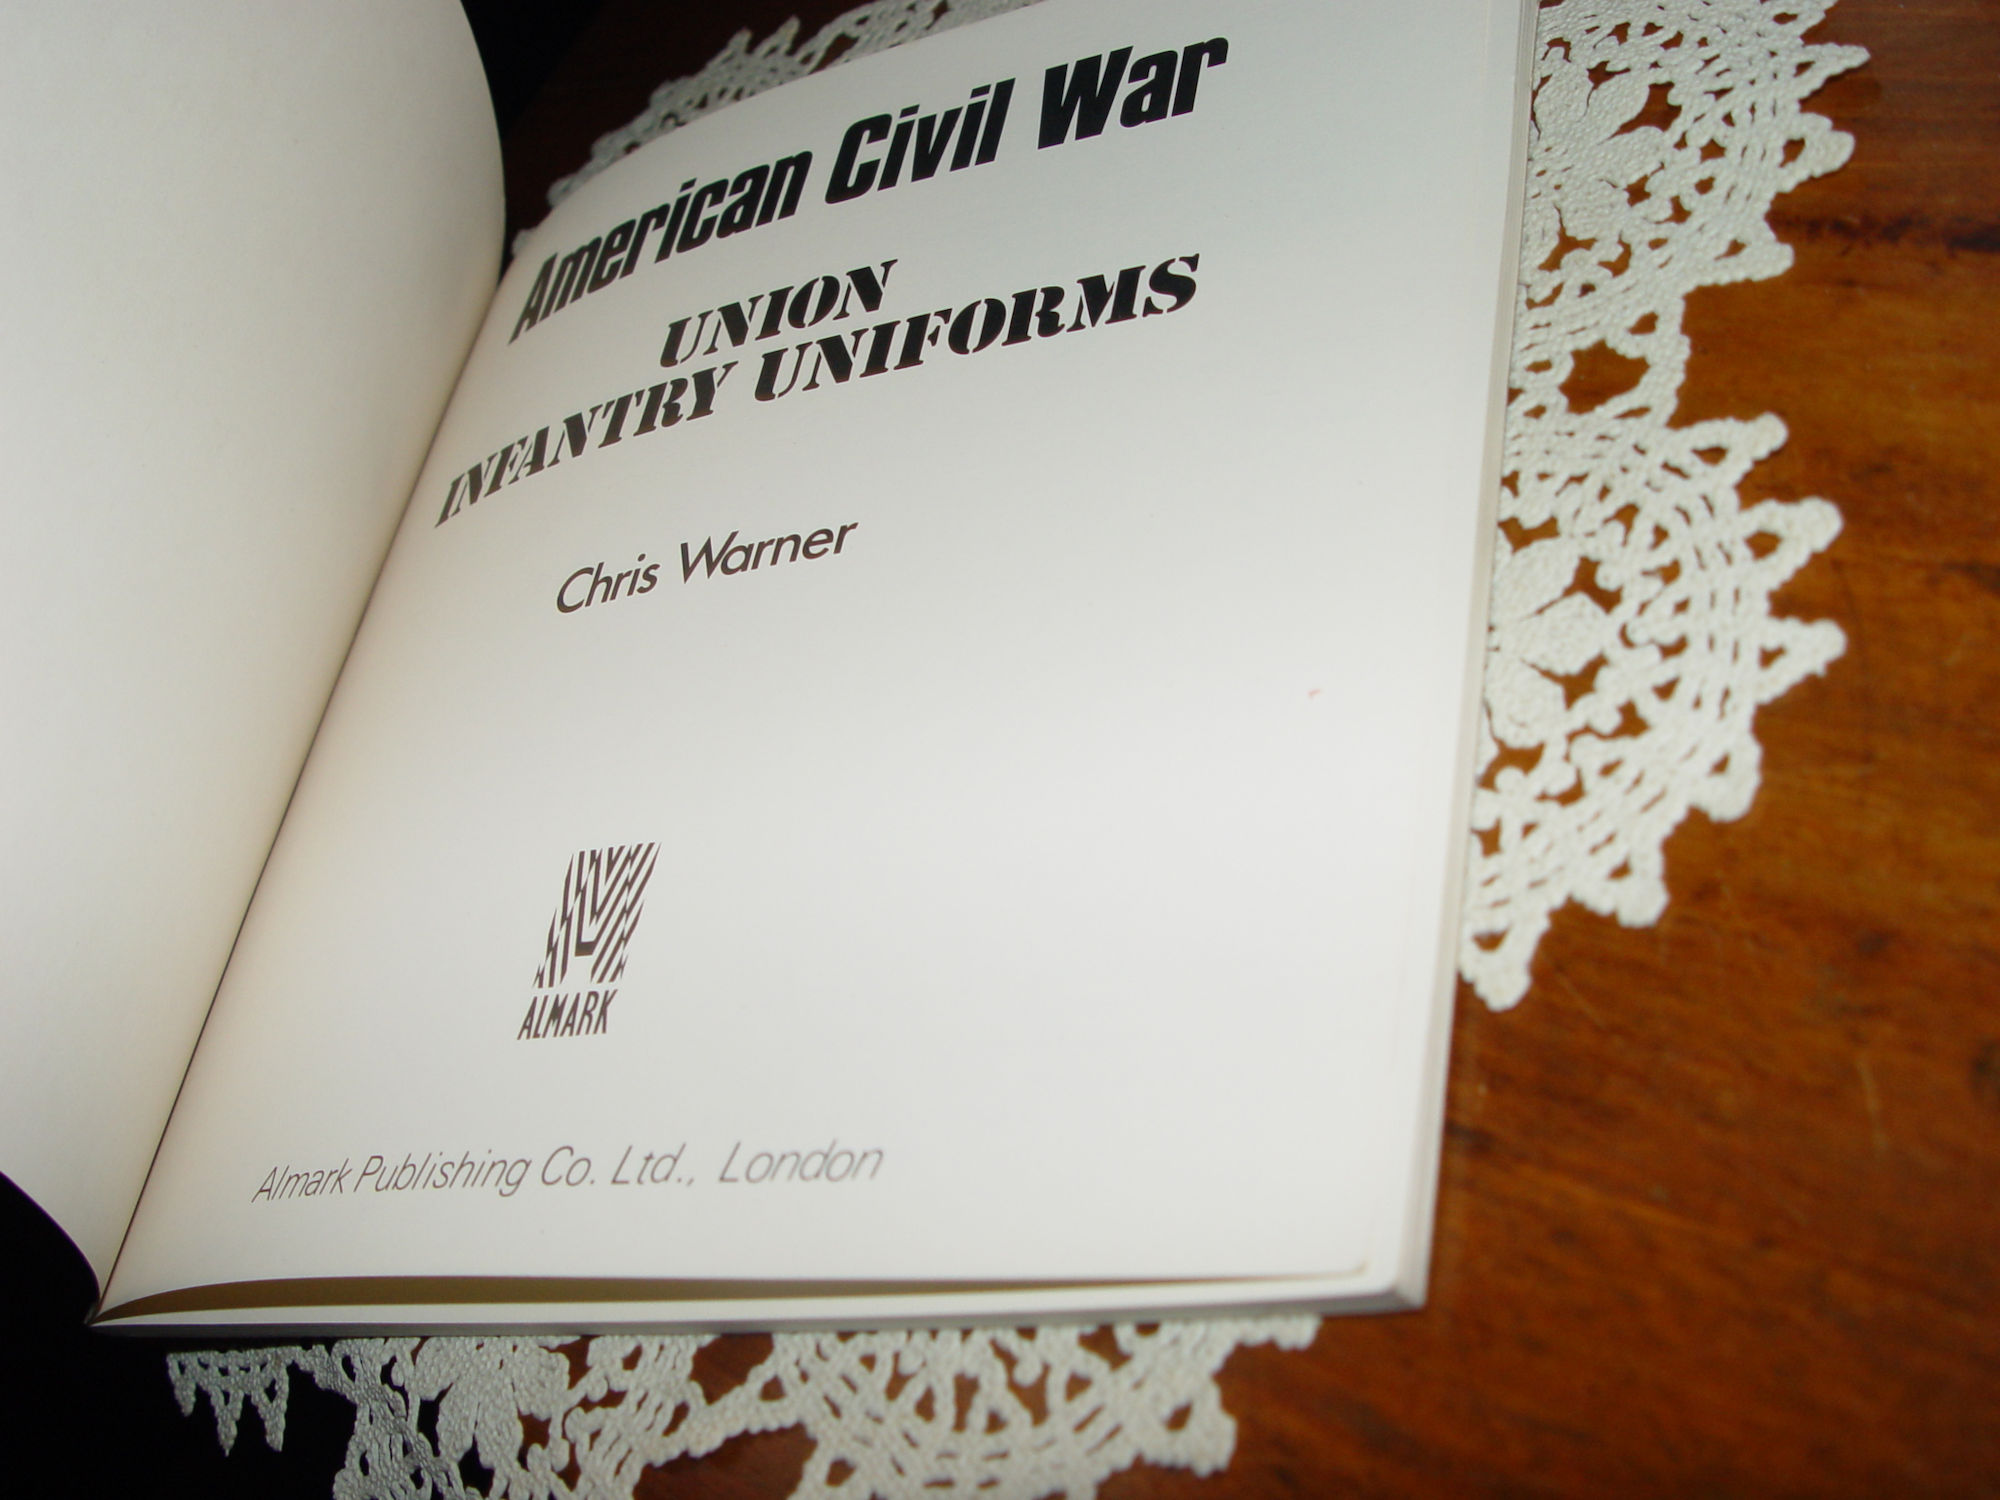 American Civil War
UNION
INFANTRY UNIFORMS
Chris Warner
ALMARK
Almark Publishing Co. Ltd., London